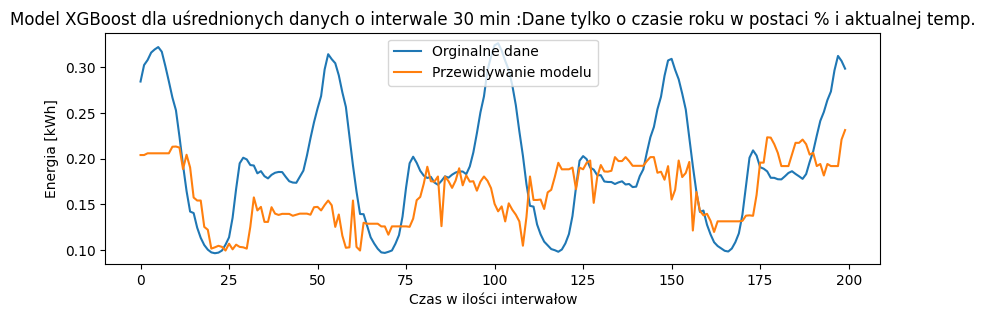 Model XGBoost dla uśrednionych danych o interwale 30 min :Dane tylko o czasie roku w postaci % i aktualnej temp.
Orginalne dane
Przewidywanie modelu
Energia [kWh]
0.30
0.25
0.20
0.15
0.10
0 25 50 75 100 125 150 175 200
Czas w ilości interwałow